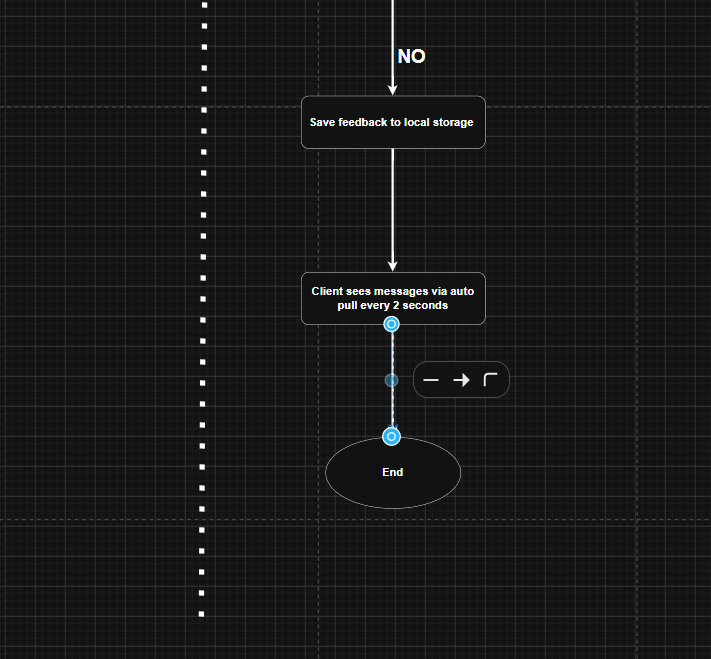 NO
Save feedback to local storage
Client sees messages via auto
pull every 2 seconds
End